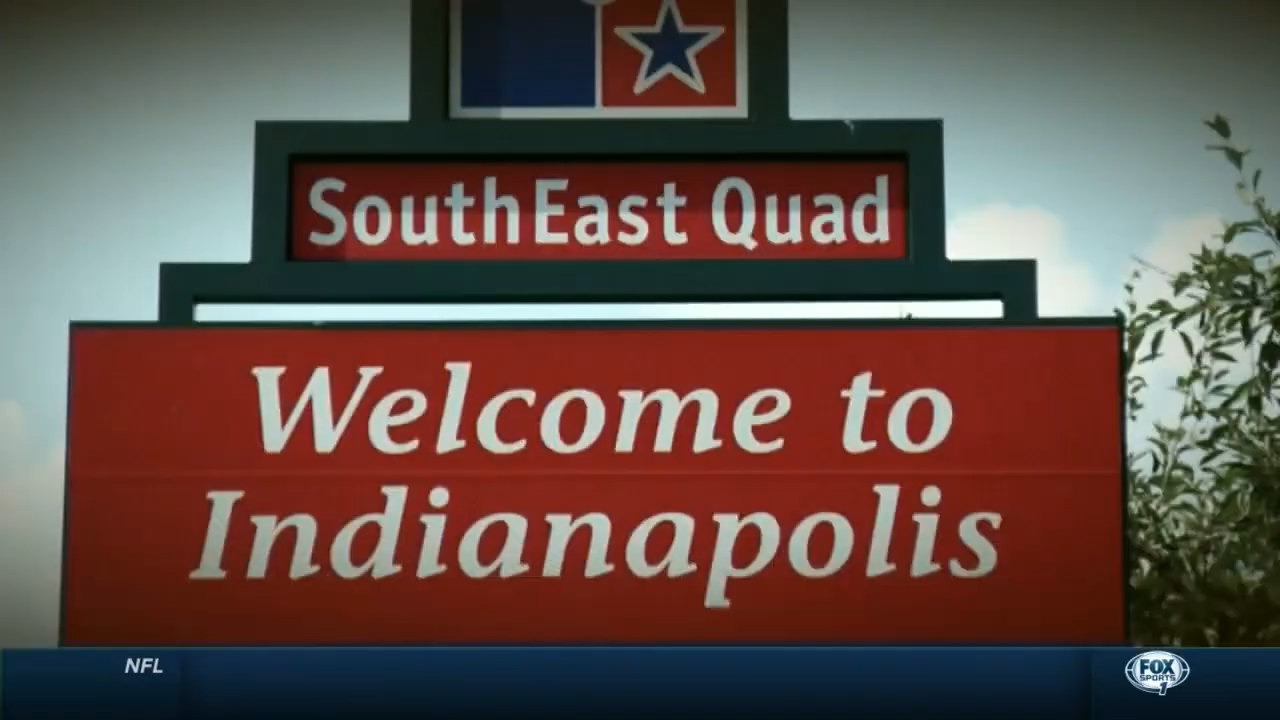 SouthEast Quad
Welcome to
Indianapolis
NFL
FOX
SPORTS
1